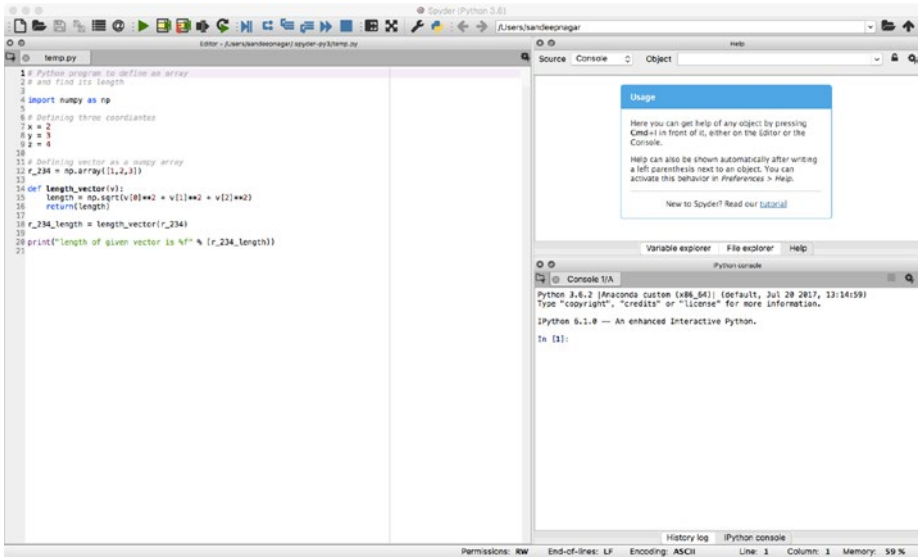 Spyder (Python 3.6)
/Users/sandeepnagar
Editor - /Users/sandeepnagar/.spyder-py3/temp.py
temp.py
1 # Python program to define an array
2 # and find its length
3
4 import numpy as np
5
6 # Defining three coordiantes
7 x = 2
8 y = 3
9 z = 4
10
11 # Defining vector as a numpy array
12 r_234 = np.array([1,2,3])
13
14 def length_vector(v):
15     length = np.sqrt(v[0]**2 + v[1]**2 + v[2]**2)
16     return(length)
17
18 r_234_length = length_vector(r_234)
19
20 print("length of given vector is %f" % (r_234_length))
21
Help
Source Console Object
Usage
Here you can get help of any object by pressing
Cmd+I in front of it, either on the Editor or the
Console.
Help can also be shown automatically after writing
a left parenthesis next to an object. You can
activate this behavior in Preferences > Help.
New to Spyder? Read our tutorial
Variable explorer File explorer Help
IPython console
Console 1/A
Python 3.6.2 |Anaconda custom (x86_64)| (default, Jul 20 2017, 13:14:59)
Type "copyright", "credits" or "license" for more information.
IPython 6.1.0 -- An enhanced Interactive Python.
In [1]:
History log IPython console
Permissions: RW End-of-lines: LF Encoding: ASCII Line: 1 Column: 1 Memory: 59 %